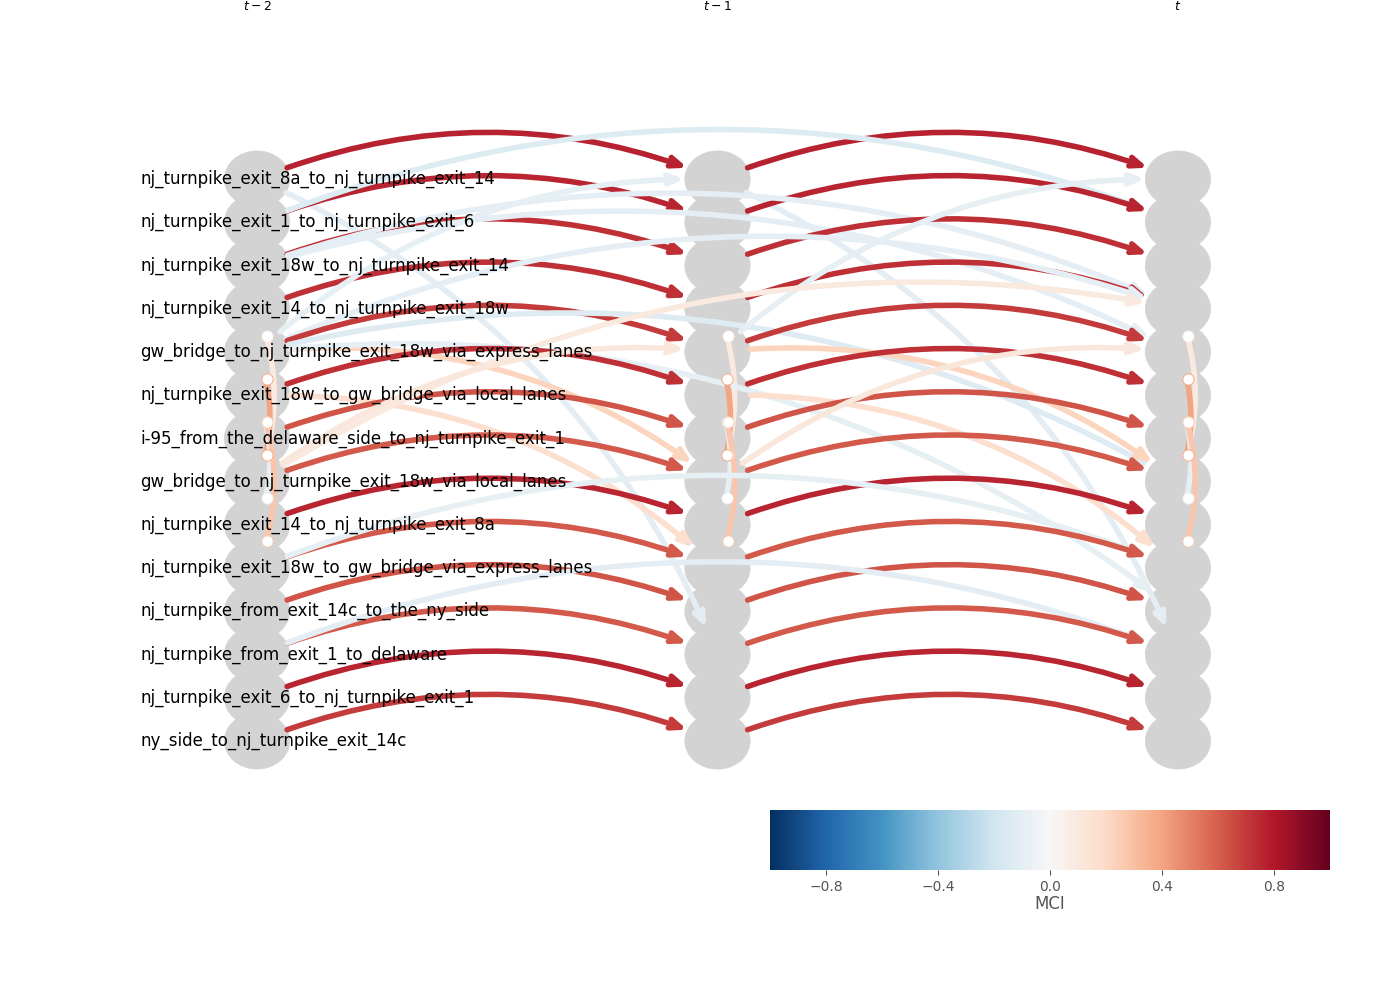 t − 2 t − 1 t
nj_turnpike_exit_8a_to_nj_turnpike_exit_14
nj_turnpike_exit_1_to_nj_turnpike_exit_6
nj_turnpike_exit_18w_to_nj_turnpike_exit_14
nj_turnpike_exit_14_to_nj_turnpike_exit_18w
gw_bridge_to_nj_turnpike_exit_18w_via_express_lanes
nj_turnpike_exit_18w_to_gw_bridge_via_local_lanes
i-95_from_the_delaware_side_to_nj_turnpike_exit_1
gw_bridge_to_nj_turnpike_exit_18w_via_local_lanes
nj_turnpike_exit_14_to_nj_turnpike_exit_8a
nj_turnpike_exit_18w_to_gw_bridge_via_express_lanes
nj_turnpike_from_exit_14c_to_the_ny_side
nj_turnpike_from_exit_1_to_delaware
nj_turnpike_exit_6_to_nj_turnpike_exit_1
ny_side_to_nj_turnpike_exit_14c
−0.8 −0.4 0.0 0.4 0.8
MCI